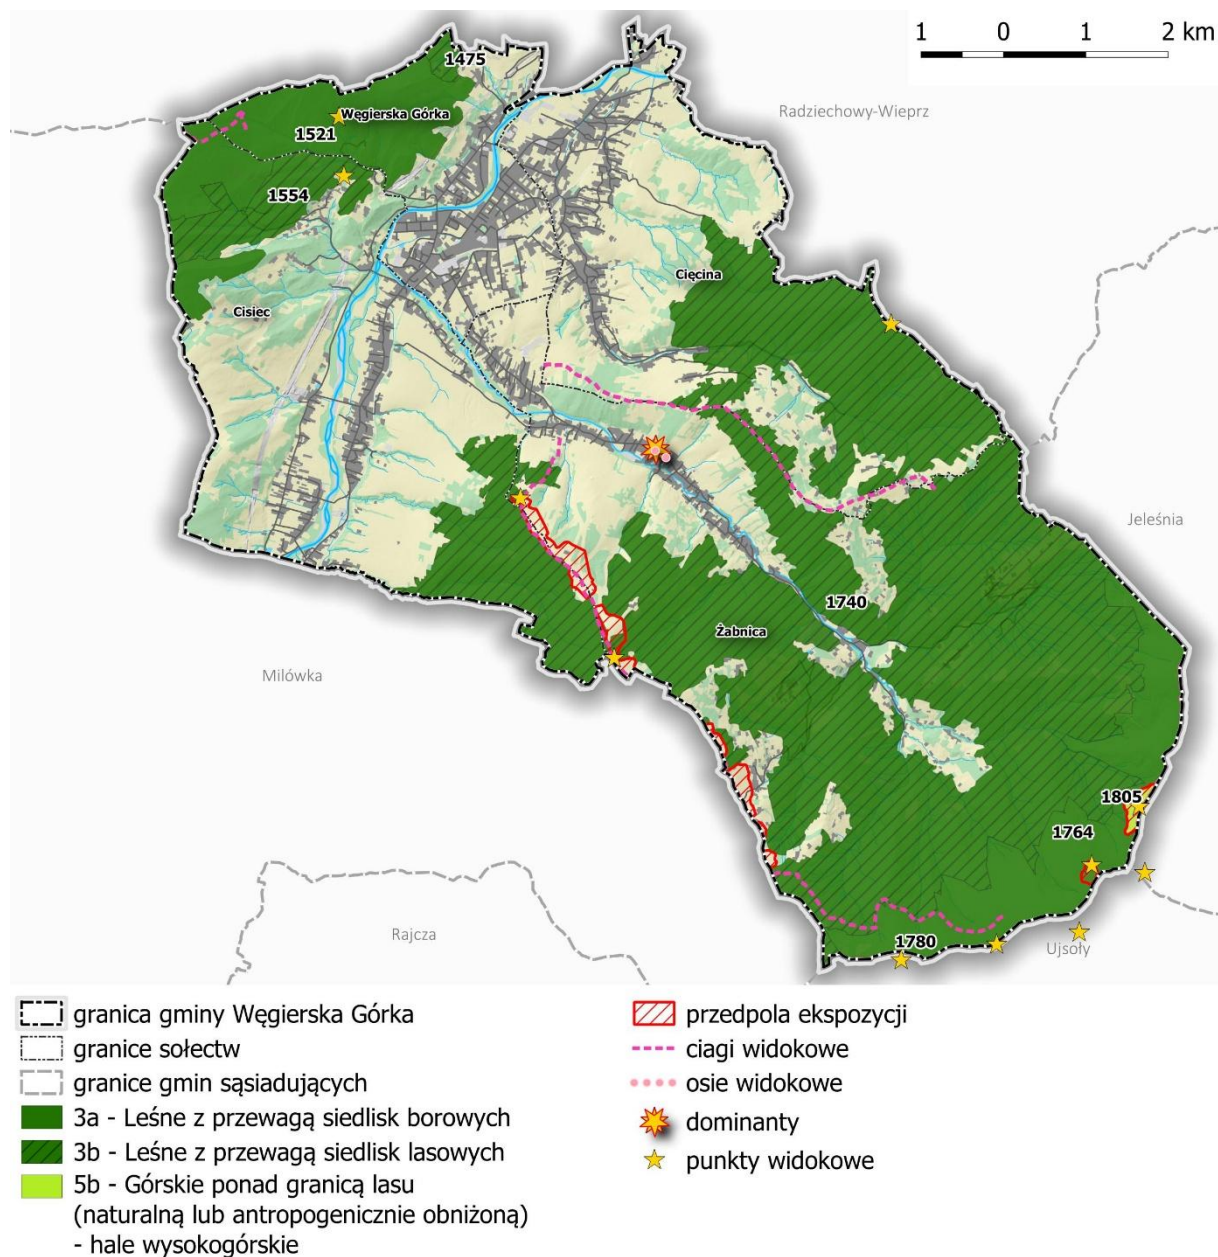 1 0 1 2 km
1475
Radziechowy-Wieprz
Węgierska Górka
1521
1554
Cięcina
Cisiec
Jeleśnia
1740
Żabnica
Milówka
1805
1764
Rajcza
1780
Ujsoły
granica gminy Węgierska Górka
granice sołectw
granice gmin sąsiadujących
3a - Leśne z przewagą siedlisk borowych
3b - Leśne z przewagą siedlisk lasowych
5b - Górskie ponad granicą lasu
(naturalną lub antropogenicznie obniżoną)
- hale wysokogórskie
przedpola ekspozycji
ciagi widokowe
osie widokowe
dominanty
punkty widokowe